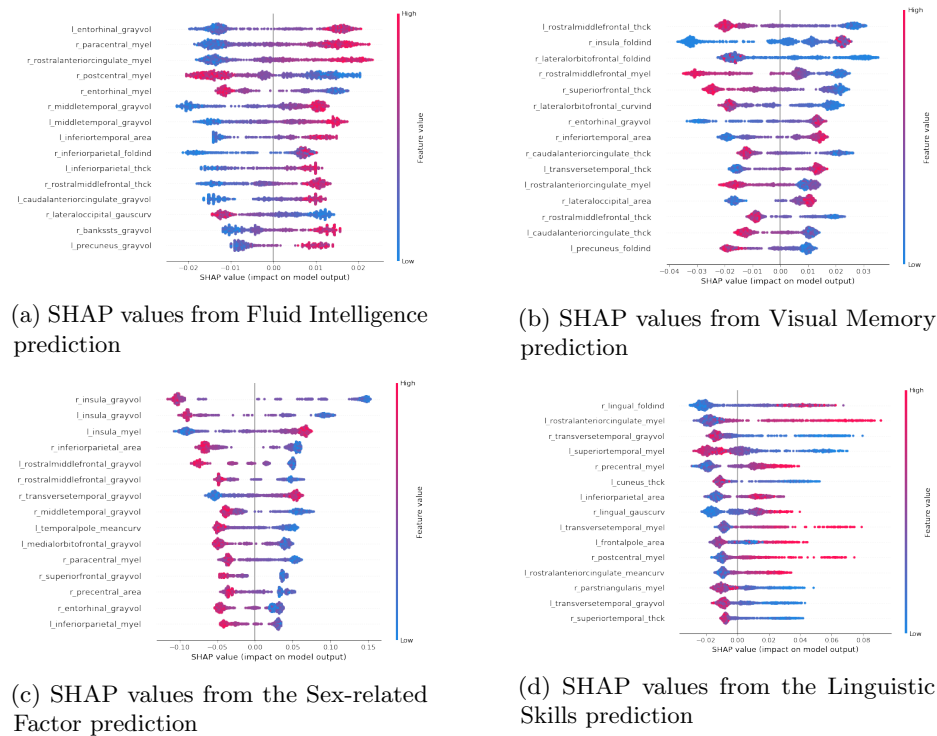 l_entorhinal_grayvol
r_paracentral_myel
r_rostralanteriorcingulate_myel
r_postcentral_myel
r_entorhinal_myel
r_middletemporal_grayvol
l_middletemporal_grayvol
l_inferiortemporal_area
r_inferiorparietal_foldind
l_inferiorparietal_thck
r_rostralmiddlefrontal_thck
l_caudalanteriorcingulate_grayvol
r_lateraloccipital_gauscurv
r_bankssts_grayvol
l_precuneus_grayvol
−0.02 −0.01 0.00 0.01 0.02
SHAP value (impact on model output)
High
Feature value
Low
(a) SHAP values from Fluid Intelligence
prediction
l_rostralmiddlefrontal_thck
r_insula_foldind
r_lateralorbitofrontal_foldind
r_rostralmiddlefrontal_myel
r_superiorfrontal_thck
r_lateralorbitofrontal_curvind
r_entorhinal_grayvol
r_inferiortemporal_area
r_caudalanteriorcingulate_thck
l_transversetemporal_thck
l_rostralanteriorcingulate_myel
r_lateraloccipital_area
r_rostralmiddlefrontal_thck
l_caudalanteriorcingulate_thck
l_precuneus_foldind
−0.04 −0.03 −0.02 −0.01 0.00 0.01 0.02 0.03
SHAP value (impact on model output)
High
Feature value
Low
(b) SHAP values from Visual Memory
prediction
r_insula_grayvol
l_insula_grayvol
l_insula_myel
r_inferiorparietal_area
l_rostralmiddlefrontal_grayvol
r_rostralmiddlefrontal_grayvol
r_transversetemporal_grayvol
r_middletemporal_grayvol
l_temporalpole_meancurv
l_medialorbitofrontal_grayvol
r_paracentral_myel
r_superiorfrontal_grayvol
r_precentral_area
r_entorhinal_grayvol
l_inferiorparietal_myel
−0.10 −0.05 0.00 0.05 0.10 0.15
SHAP value (impact on model output)
High
Feature value
Low
(c) SHAP values from the Sex-related
Factor prediction
r_lingual_foldind
l_rostralanteriorcingulate_myel
r_transversetemporal_grayvol
l_superiortemporal_myel
r_precentral_myel
l_cuneus_thck
l_inferiorparietal_area
r_lingual_gauscurv
l_transversetemporal_myel
l_frontalpole_area
r_postcentral_myel
l_rostralanteriorcingulate_meancurv
r_parstriangularis_myel
l_transversetemporal_grayvol
r_superiortemporal_thck
−0.02 0.00 0.02 0.04 0.06 0.08
SHAP value (impact on model output)
High
Feature value
Low
(d) SHAP values from the Linguistic
Skills prediction